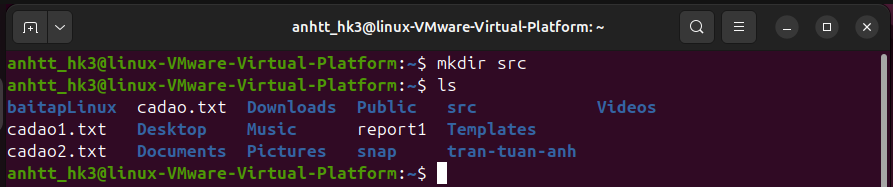 anhtt_hk3@linux-VMware-Virtual-Platform: ~
anhtt_hk3@linux-VMware-Virtual-Platform:~$ mkdir src
anhtt_hk3@linux-VMware-Virtual-Platform:~$ ls
baitapLinux cadao.txt Downloads Public src Videos
cadao1.txt Desktop Music report1 Templates
cadao2.txt Documents Pictures snap tran-tuan-anh
anhtt_hk3@linux-VMware-Virtual-Platform:~$